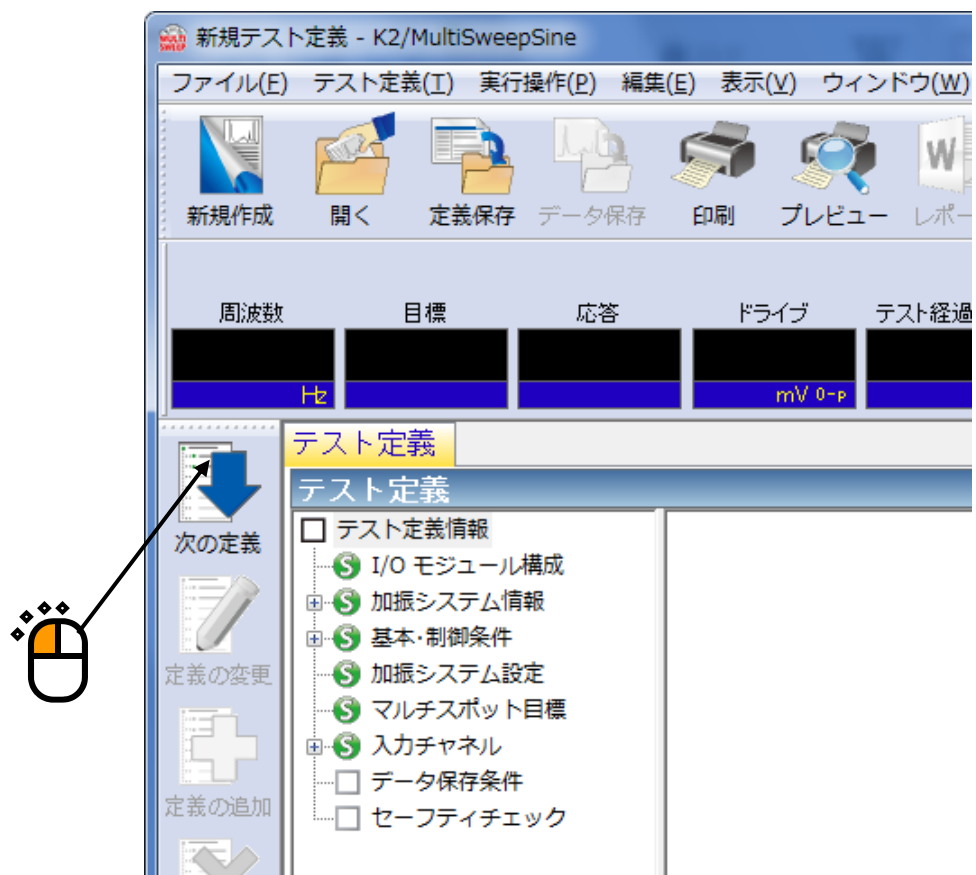 新規テスト定義 - K2/MultiSweepSine
ファイル(F) テスト定義(T) 実行操作(P) 編集(E) 表示(V) ウィンドウ(W)
新規作成 開く 定義保存 データ保存 印刷 プレビュー レポー
周波数 目標 応答 ドライブ テスト経過
Hz mV 0-P
テスト定義
テスト定義
次の定義
定義の変更
定義の追加
テスト定義情報
I/O モジュール構成
加振システム情報
基本・制御条件
加振システム設定
マルチスポット目標
入力チャネル
データ保存条件
セーフティチェック